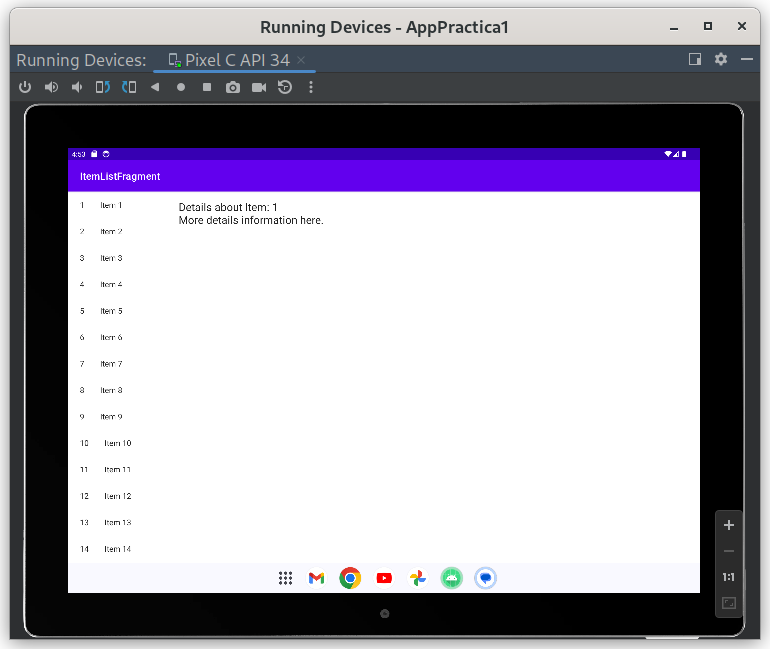 Running Devices - AppPractica1
Running Devices: Pixel C API 34
4:53
ItemListFragment
1 Item 1
2 Item 2
3 Item 3
4 Item 4
5 Item 5
6 Item 6
7 Item 7
8 Item 8
9 Item 9
10 Item 10
11 Item 11
12 Item 12
13 Item 13
14 Item 14
Details about Item: 1
More details information here.
1:1